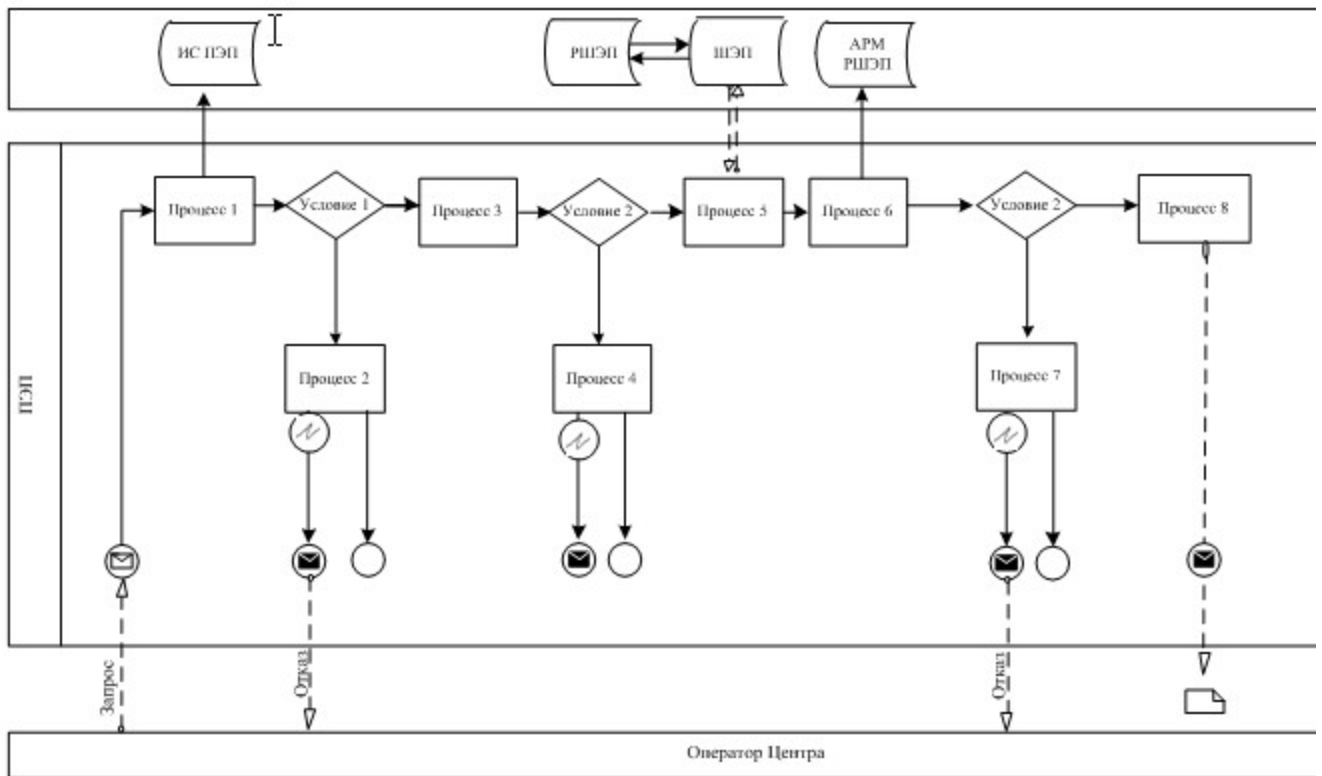 ИС ПЭП
РШЭП
ШЭП
АРМ
РШЭП
Процесс 1
Условие 1
Процесс 3
Условие 2
Процесс 5
Процесс 6
Условие 2
Процесс 8
Процесс 2
Процесс 4
Процесс 7
ПЭП
Запрос
Отказ
Отказ
Оператор Центра